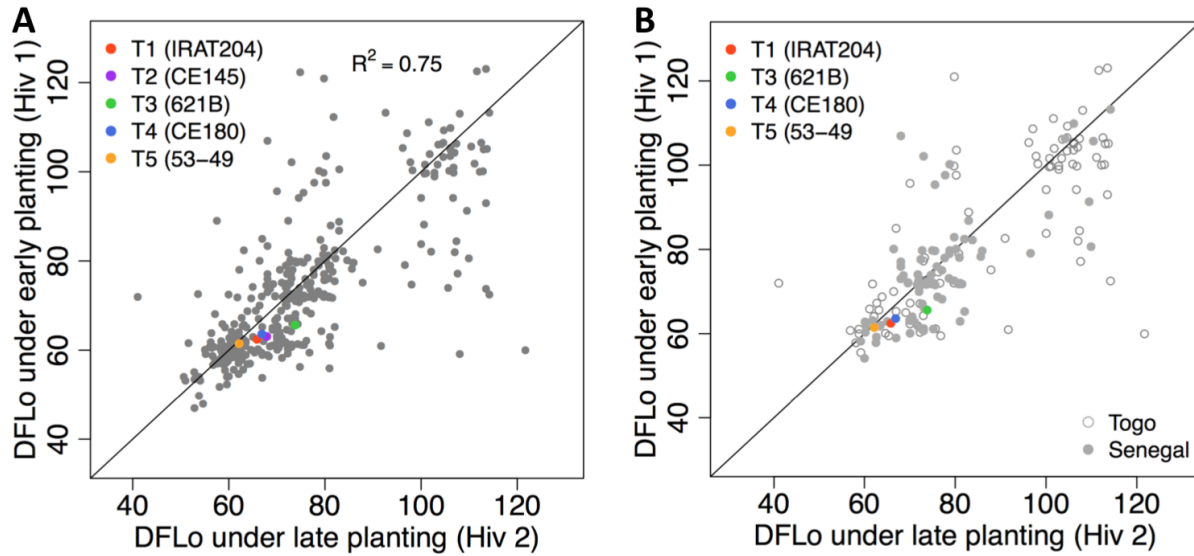 A
T1 (IRAT204)
T2 (CE145)
T3 (621B)
T4 (CE180)
T5 (53−49
R² = 0.75
120
100
80
60
40
DFLo under early planting (Hiv 1)
40 60 80 100 120
DFLo under late planting (Hiv 2)
B
T1 (IRAT204)
T3 (621B)
T4 (CE180)
T5 (53−49)
120
100
80
60
40
DFLo under early planting (Hiv 1)
Togo
Senegal
40 60 80 100 120
DFLo under late planting (Hiv 2)